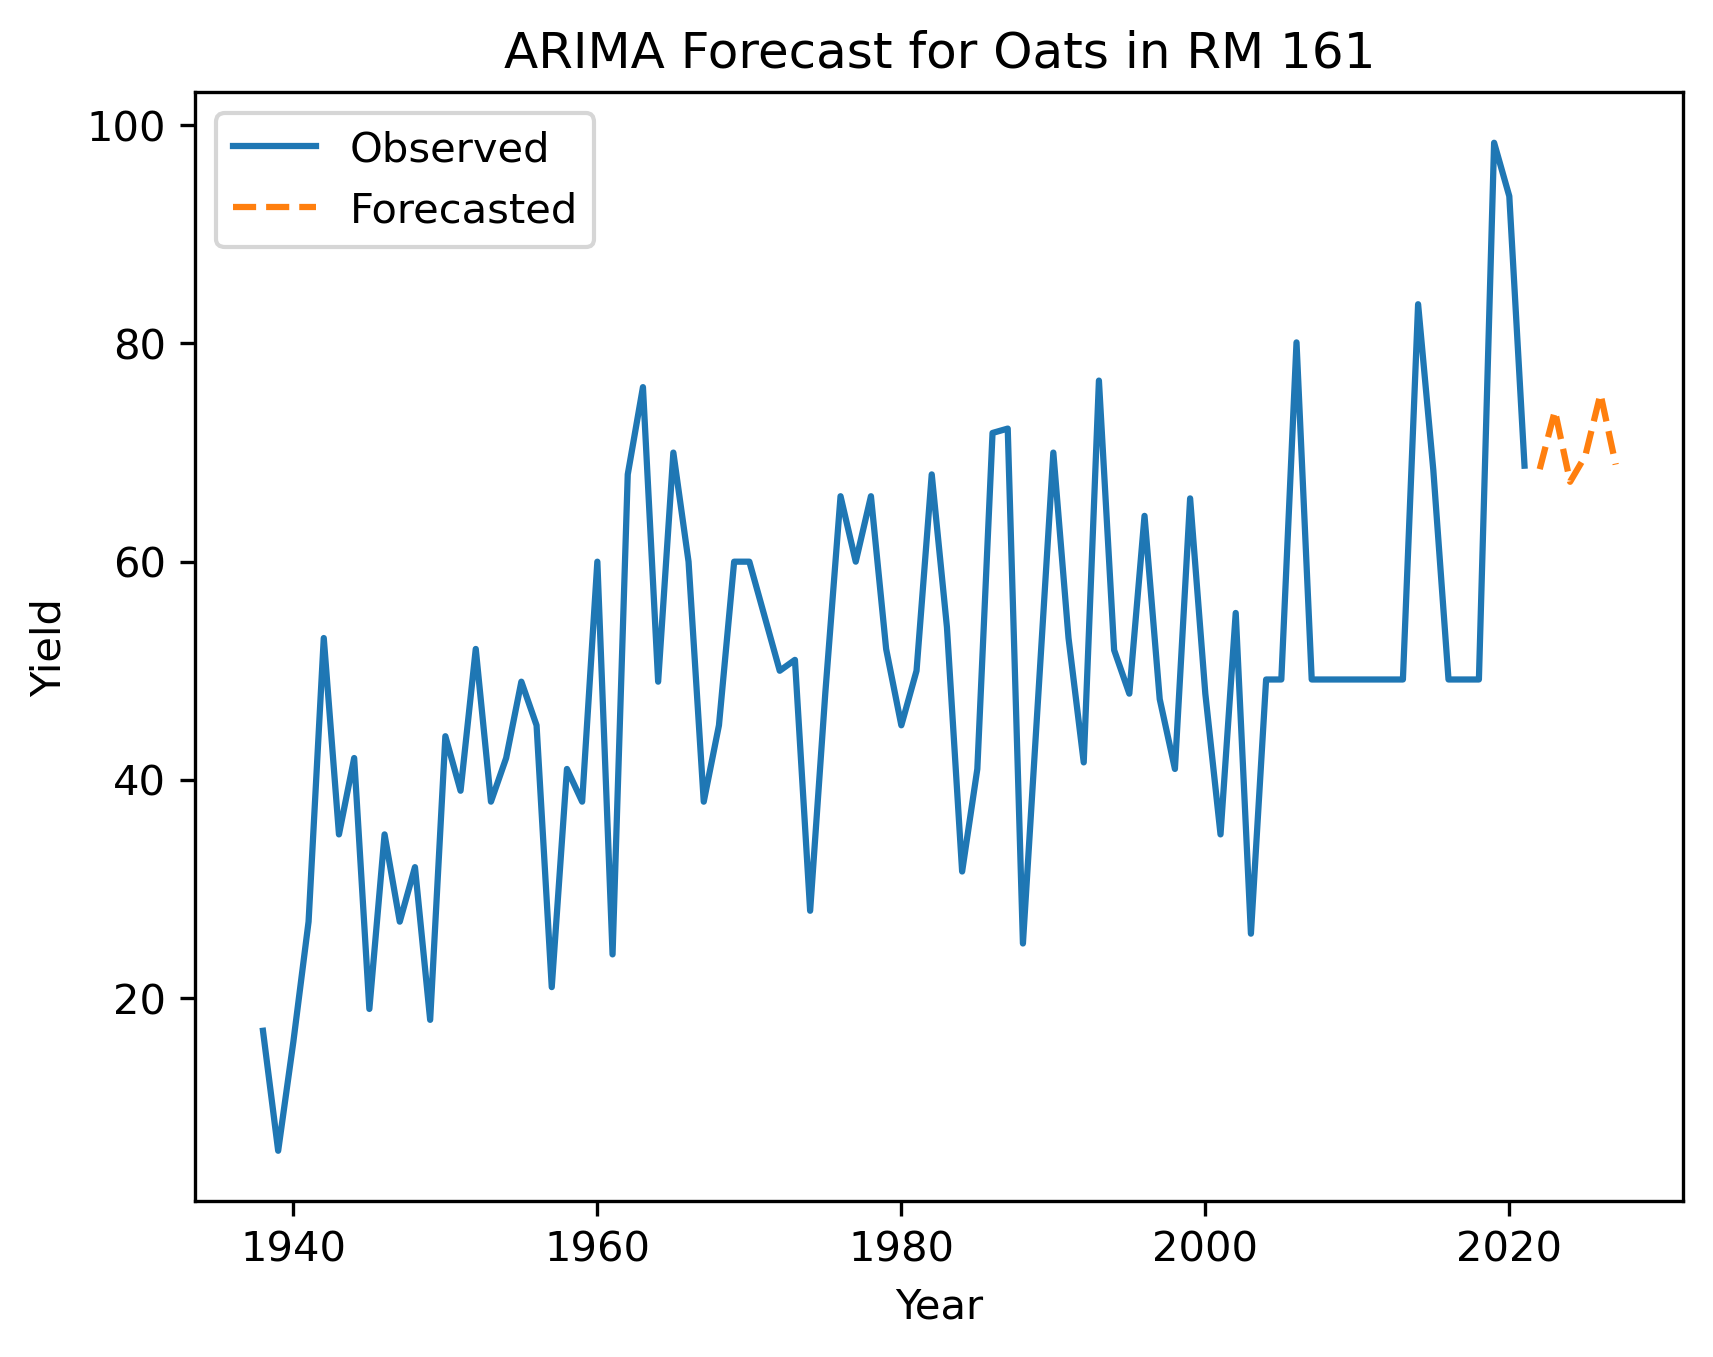 ARIMA Forecast for Oats in RM 161
Observed
Forecasted
100
80
60
40
20
Yield
1940 1960 1980 2000 2020
Year